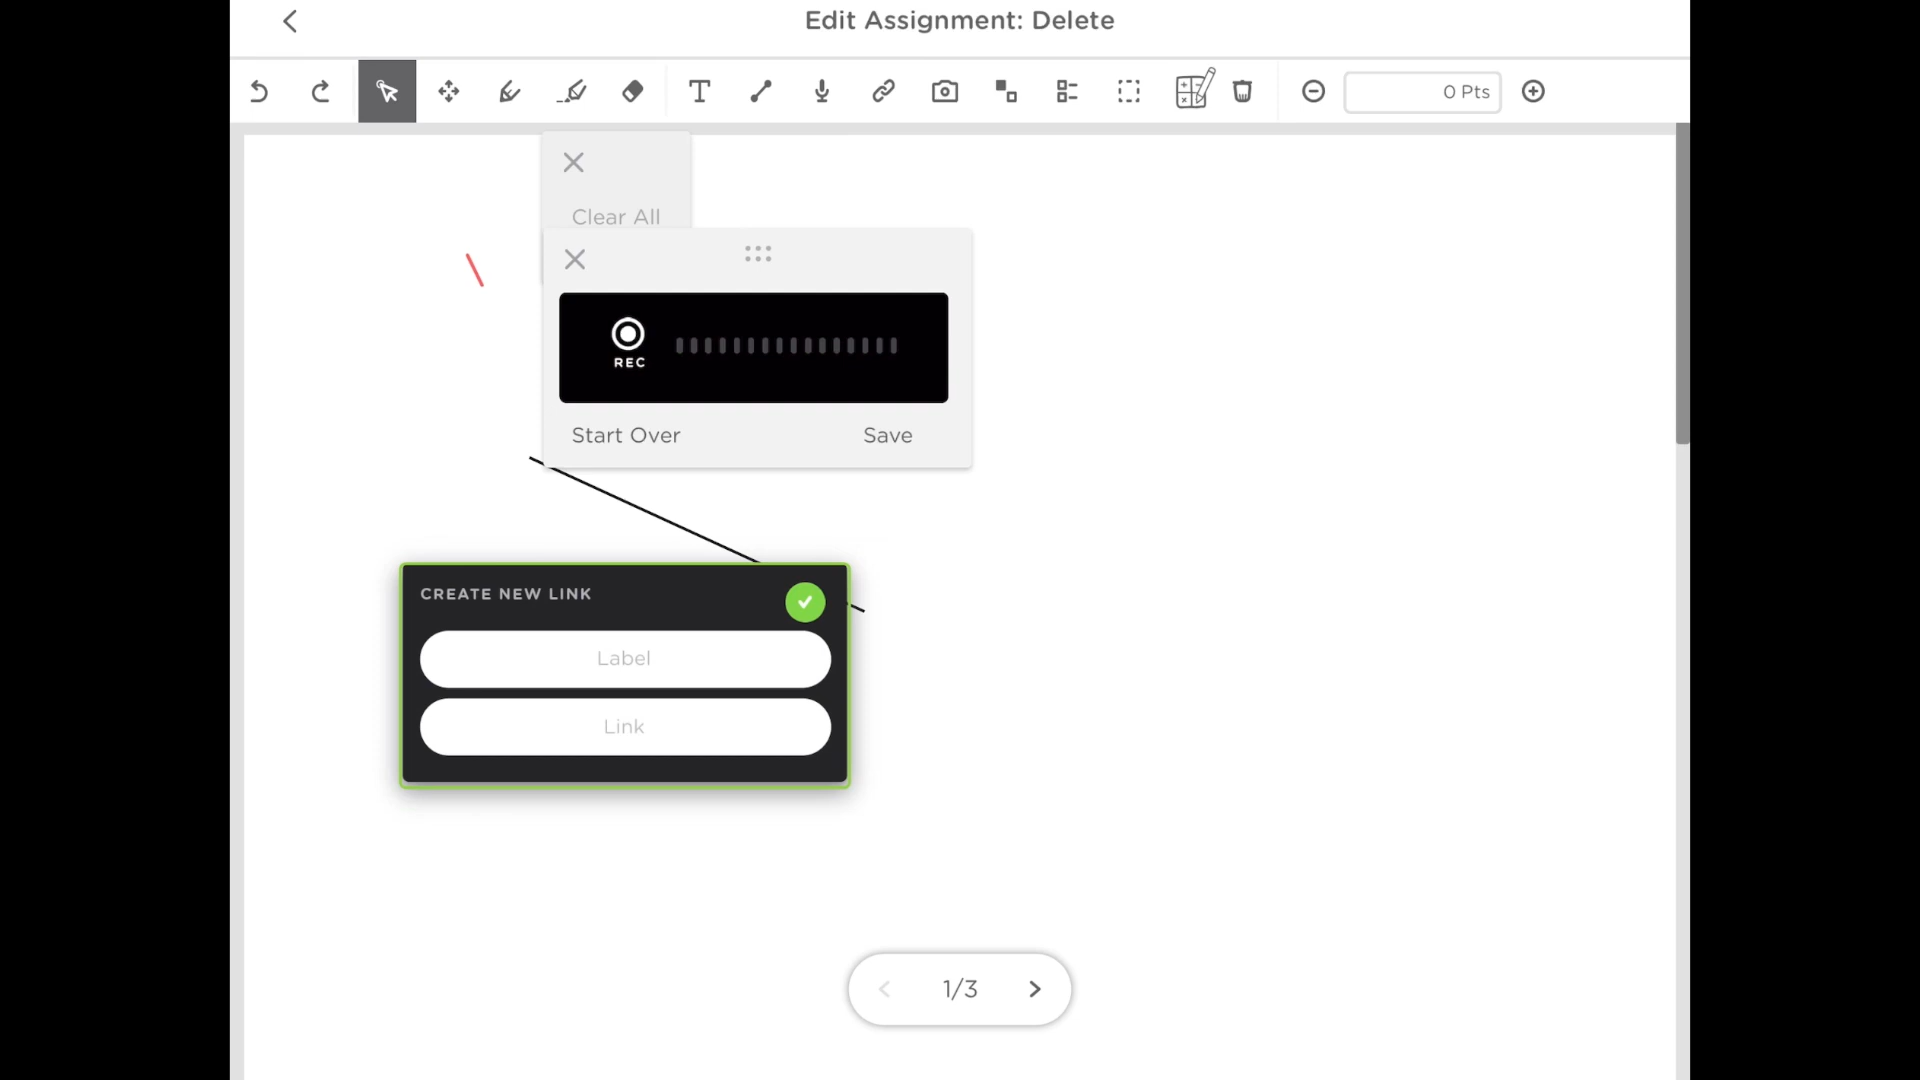 Edit Assignment: Delete
0 Pts
Clear All
REC
Start Over
Save
CREATE NEW LINK
Label
Link
1/3